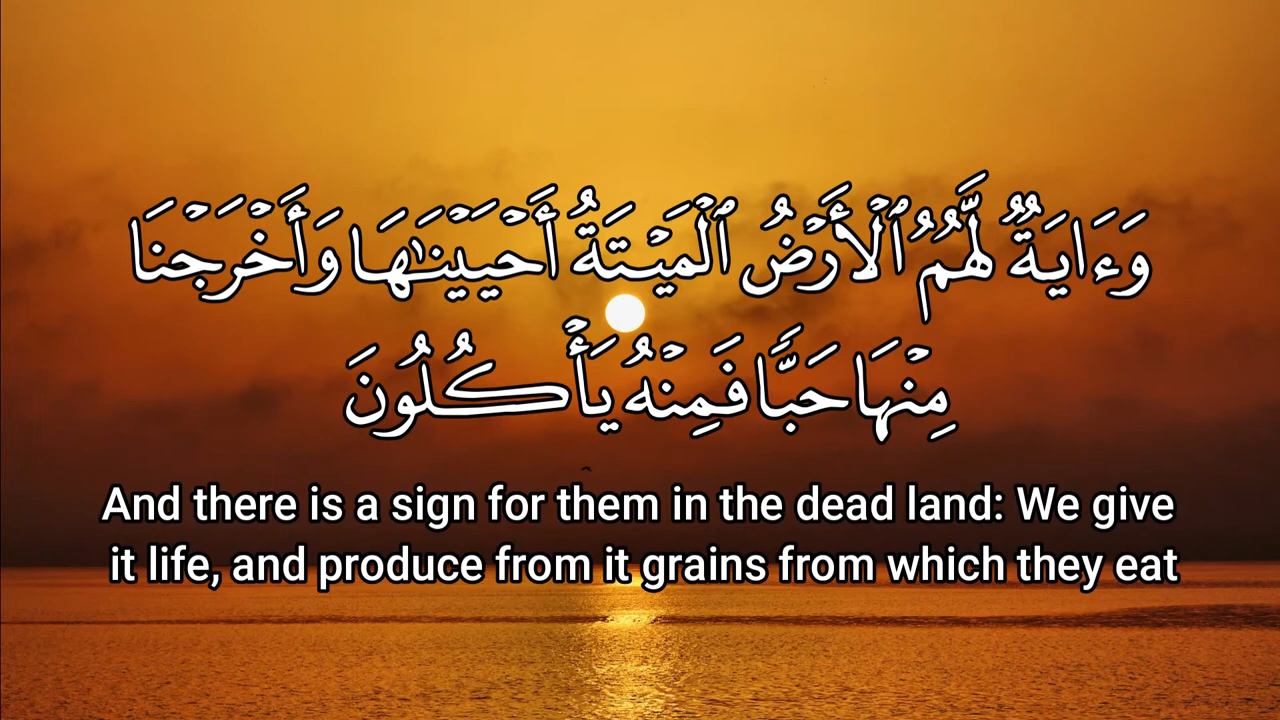 وَءَايَةٌ لَّهُمُ ٱلْأَرْضُ ٱلْمَيْتَةُ أَحْيَيْنَـٰهَا وَأَخْرَجْنَا
مِنْهَا حَبًّا فَمِنْهُ يَأْكُلُونَ
And there is a sign for them in the dead land: We give
it life, and produce from it grains from which they eat